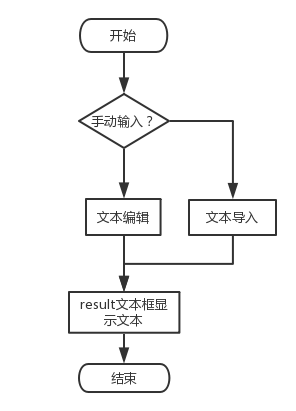 开始
手动输入？
文本编辑
文本导入
result文本框显
示文本
结束